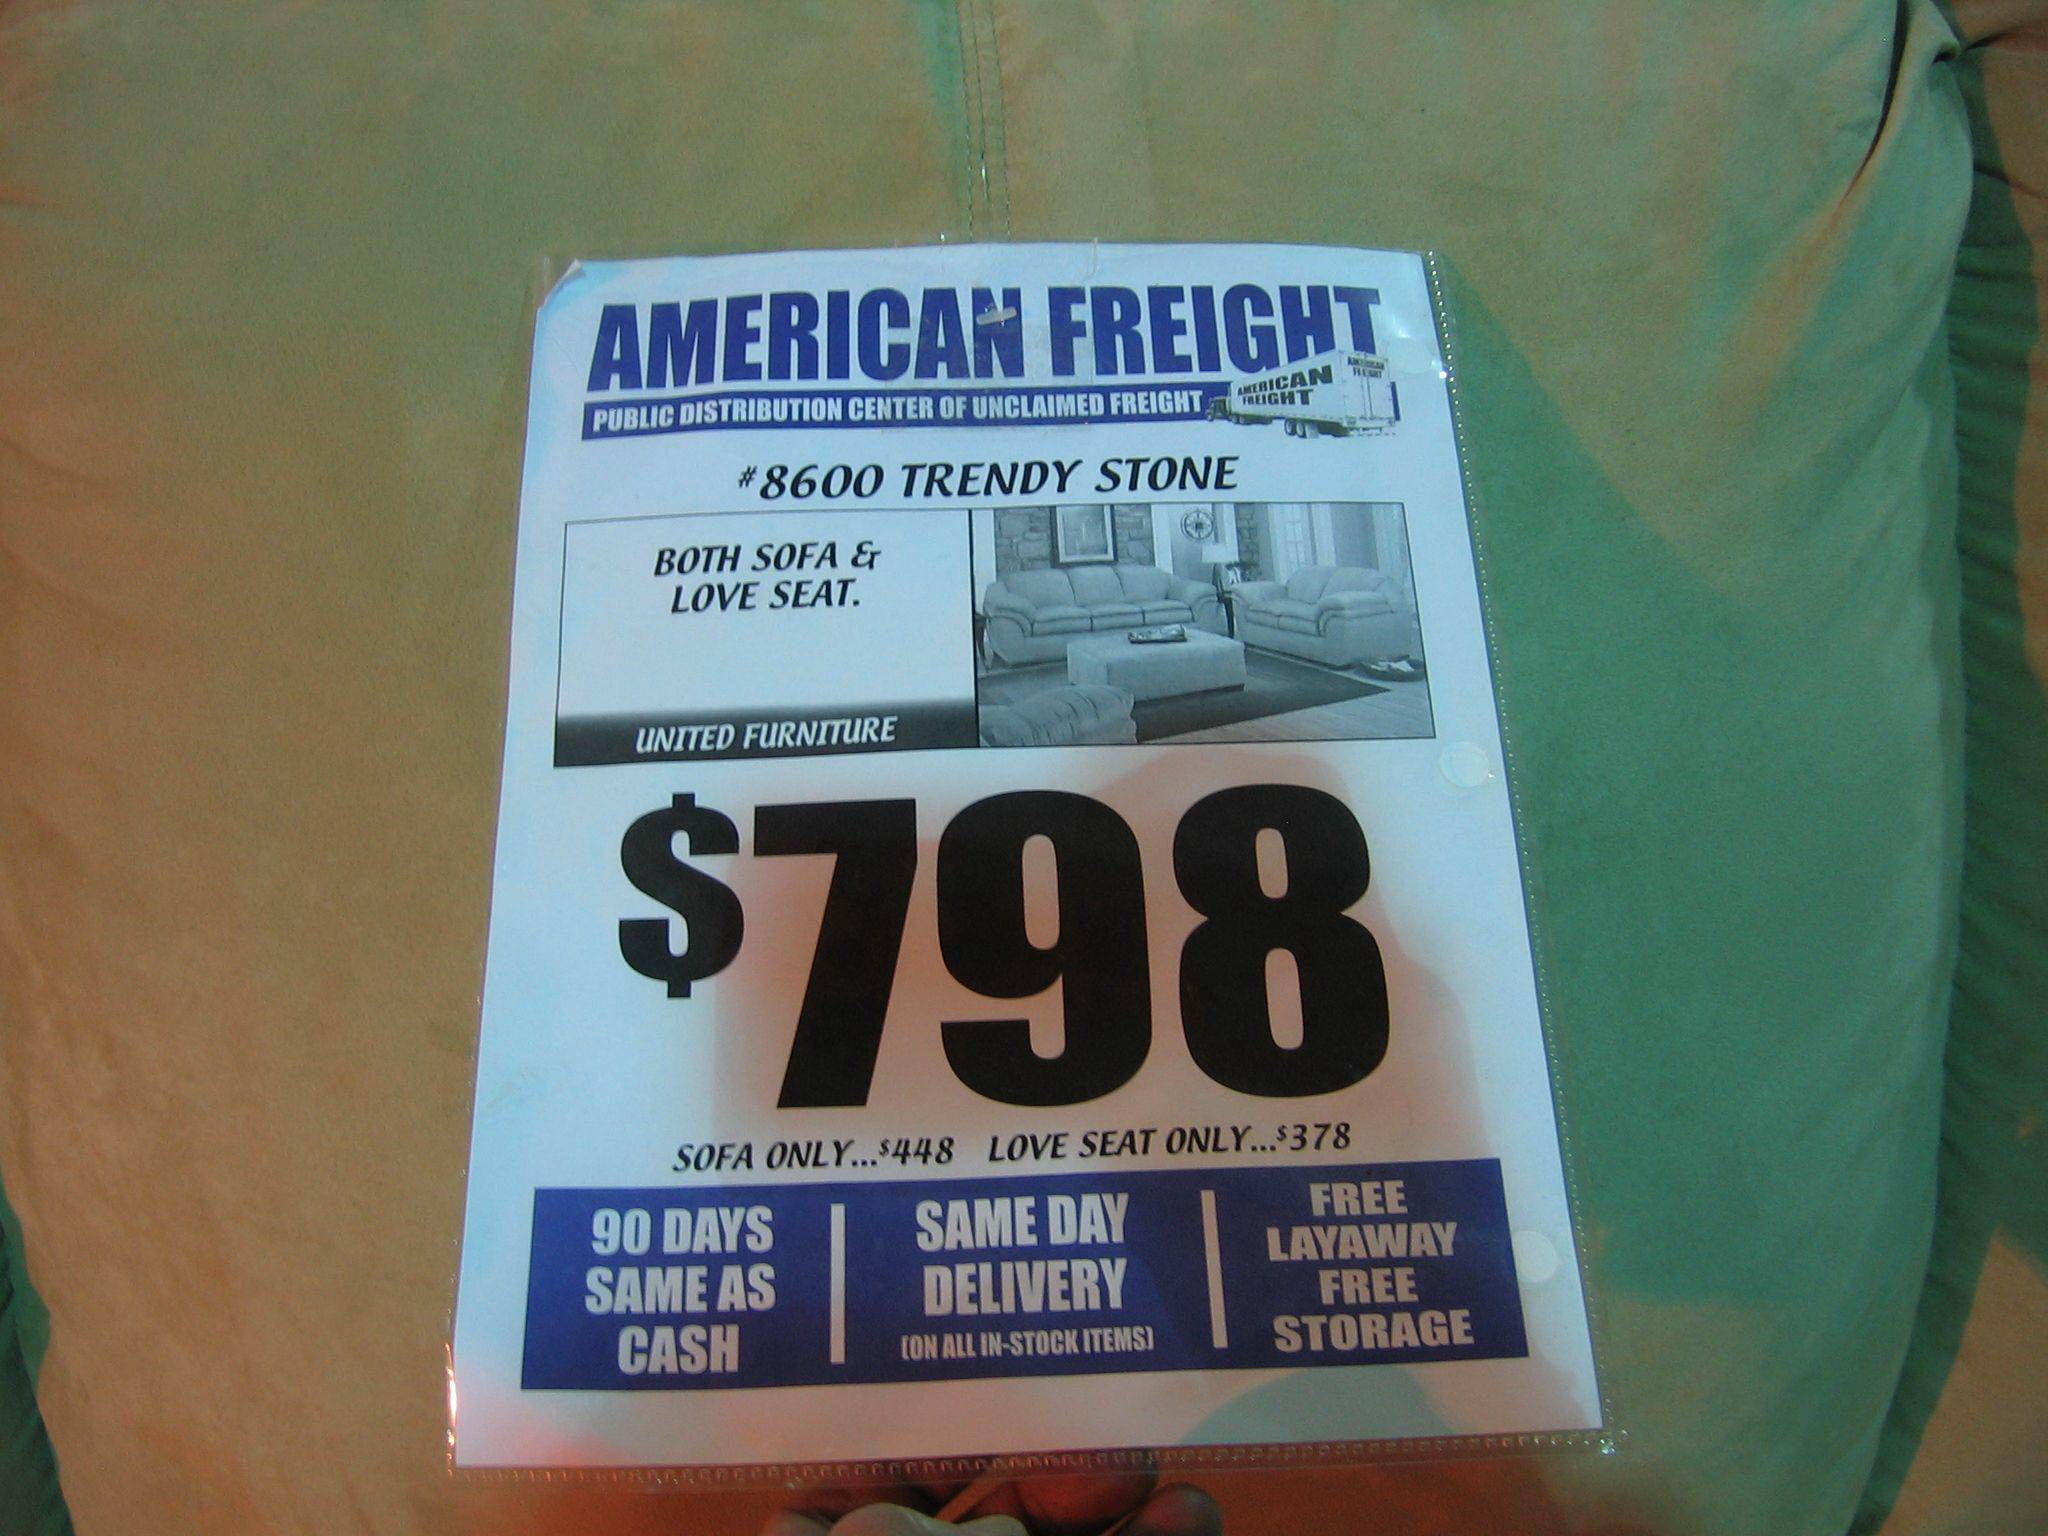 AMERICAN FREIGHT
PUBLIC DISTRIBUTION CENTER OF UNCLAIMED FREIGHT
AMERICAN
FREIGHT
AMERICAN
FREIGHT
#8600 TRENDY STONE
BOTH SOFA &
LOVE SEAT.
UNITED FURNITURE
$798
SOFA ONLY...$448 LOVE SEAT ONLY...$378
90 DAYS
SAME AS
CASH
SAME DAY
DELIVERY
(ON ALL IN-STOCK ITEMS)
FREE
LAYAWAY
FREE
STORAGE